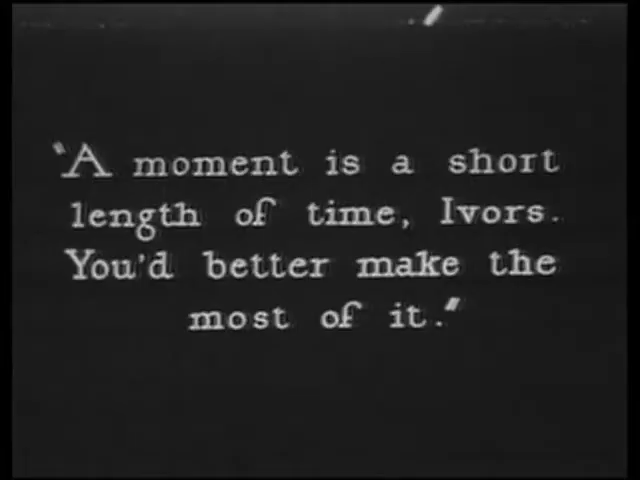 "A moment is a short
length of time, Ivors.
You'd better make the
most of it."